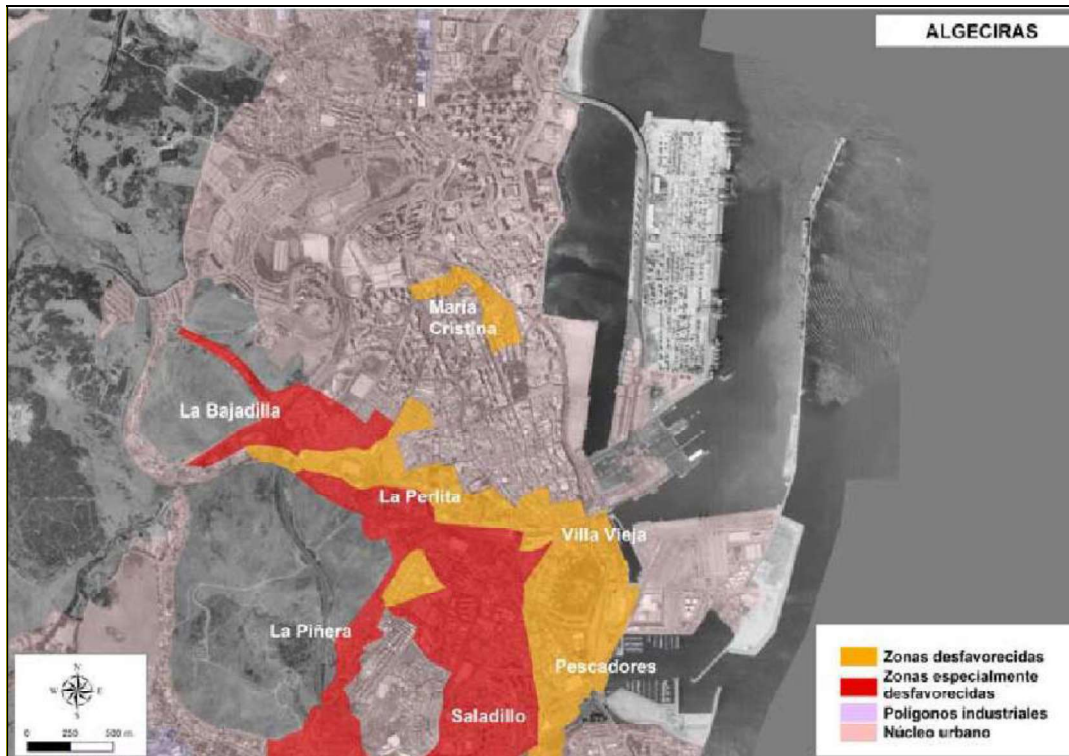 ALGECIRAS
María
Cristina
La Bajadilla
La Perlita
Villa Vieja
La Piñera
Pescadores
Saladillo
N
W E
S
0 250 500 m.
Zonas desfavorecidas
Zonas especialmente
desfavorecidas
Polígonos industriales
Núcleo urbano